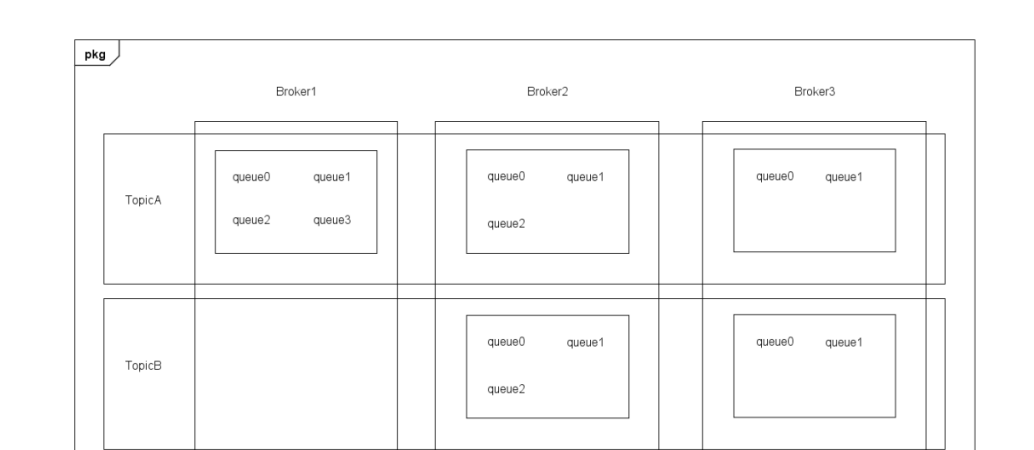 pkg
Broker1 Broker2 Broker3
queue0 queue1 queue0 queue1 queue0 queue1
TopicA
queue2 queue3 queue2
queue0 queue1 queue0 queue1
TopicB
queue2